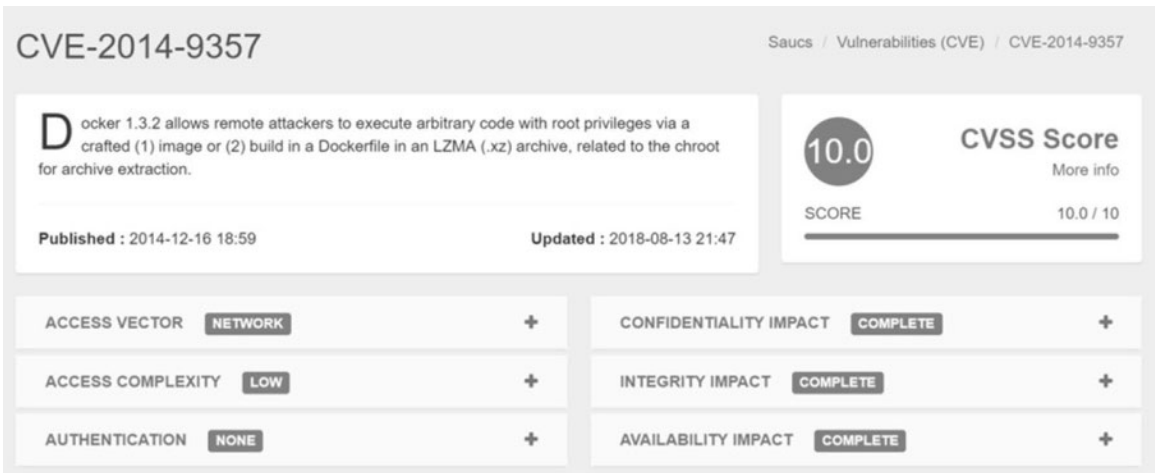 CVE-2014-9357
Saucs / Vulnerabilities (CVE) / CVE-2014-9357
Docker 1.3.2 allows remote attackers to execute arbitrary code with root privileges via a
crafted (1) image or (2) build in a Dockerfile in an LZMA (.xz) archive, related to the chroot
for archive extraction.
Published : 2014-12-16 18:59
Updated : 2018-08-13 21:47
10.0
CVSS Score
More info
SCORE
10.0 / 10
ACCESS VECTOR NETWORK +
ACCESS COMPLEXITY LOW +
AUTHENTICATION NONE +
CONFIDENTIALITY IMPACT COMPLETE +
INTEGRITY IMPACT COMPLETE +
AVAILABILITY IMPACT COMPLETE +